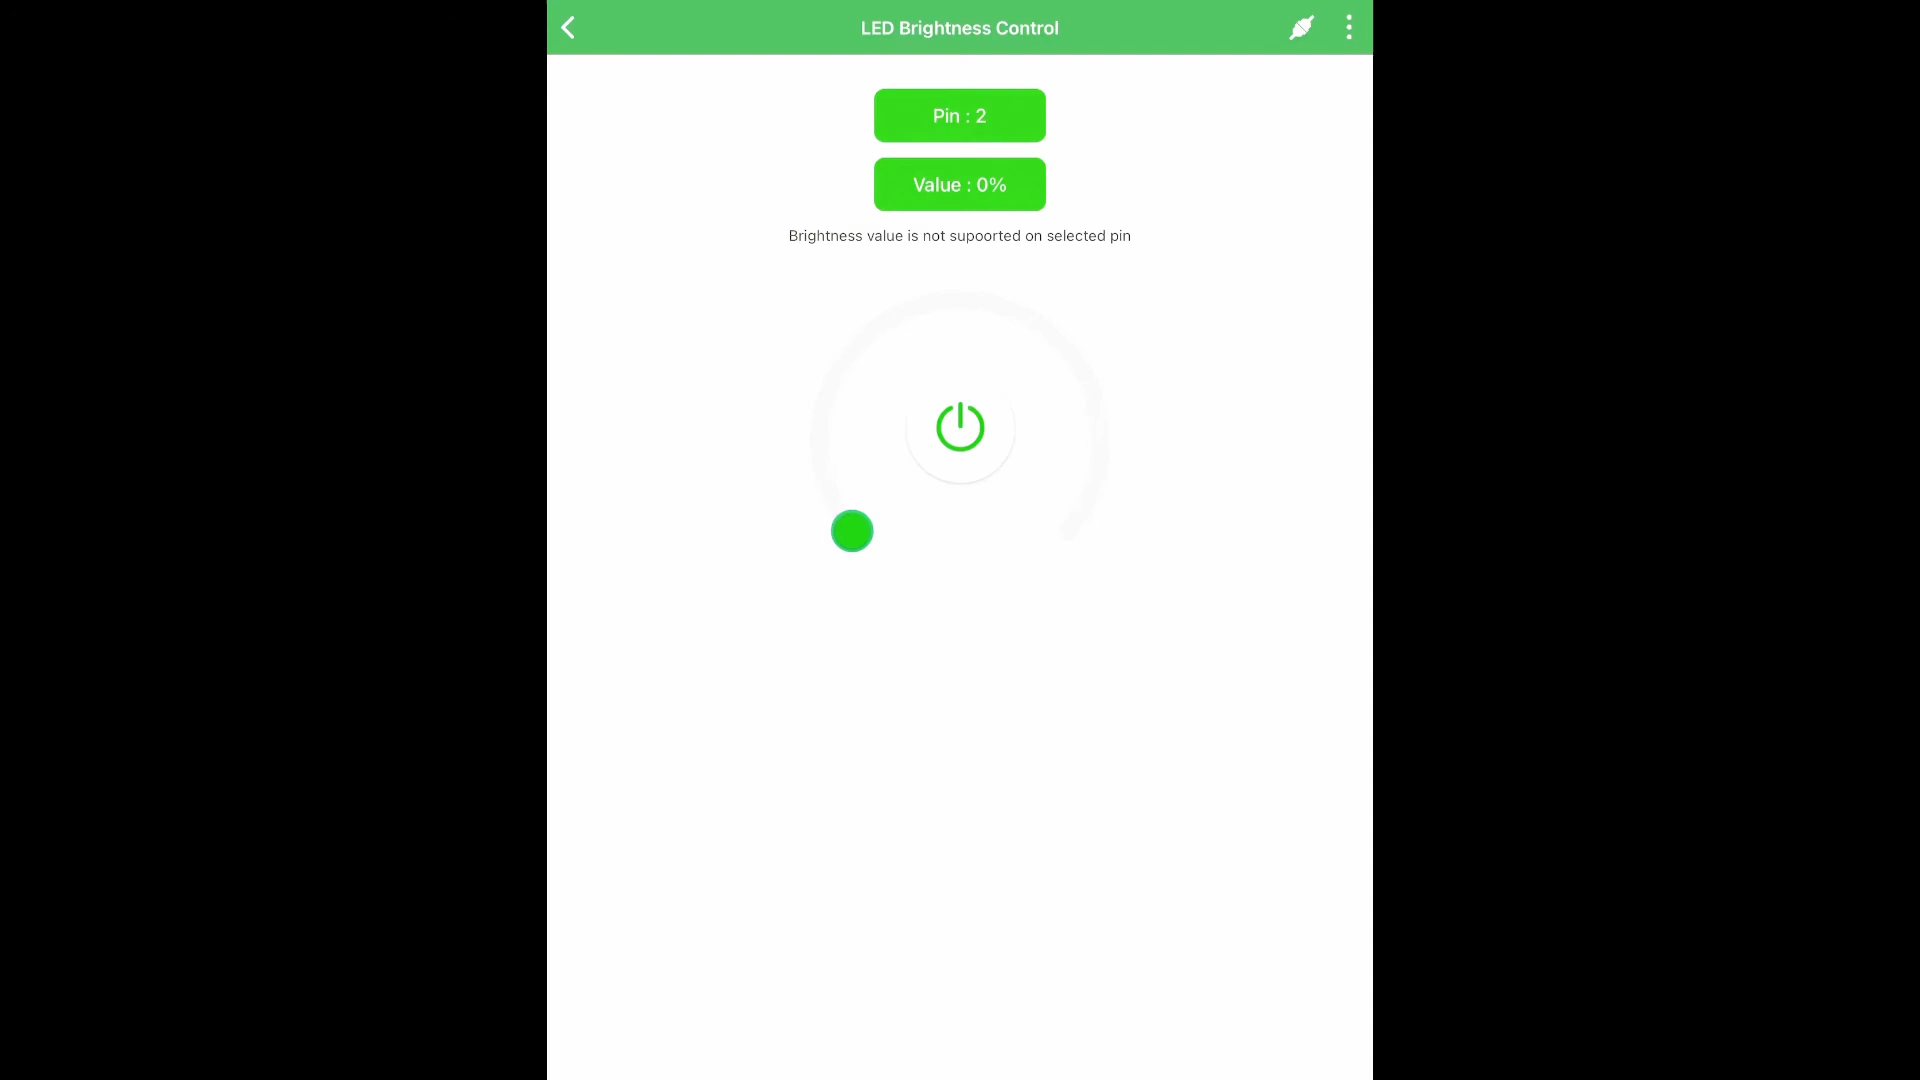 LED Brightness Control
Pin : 2
Value : 0%
Brightness value is not supoorted on selected pin